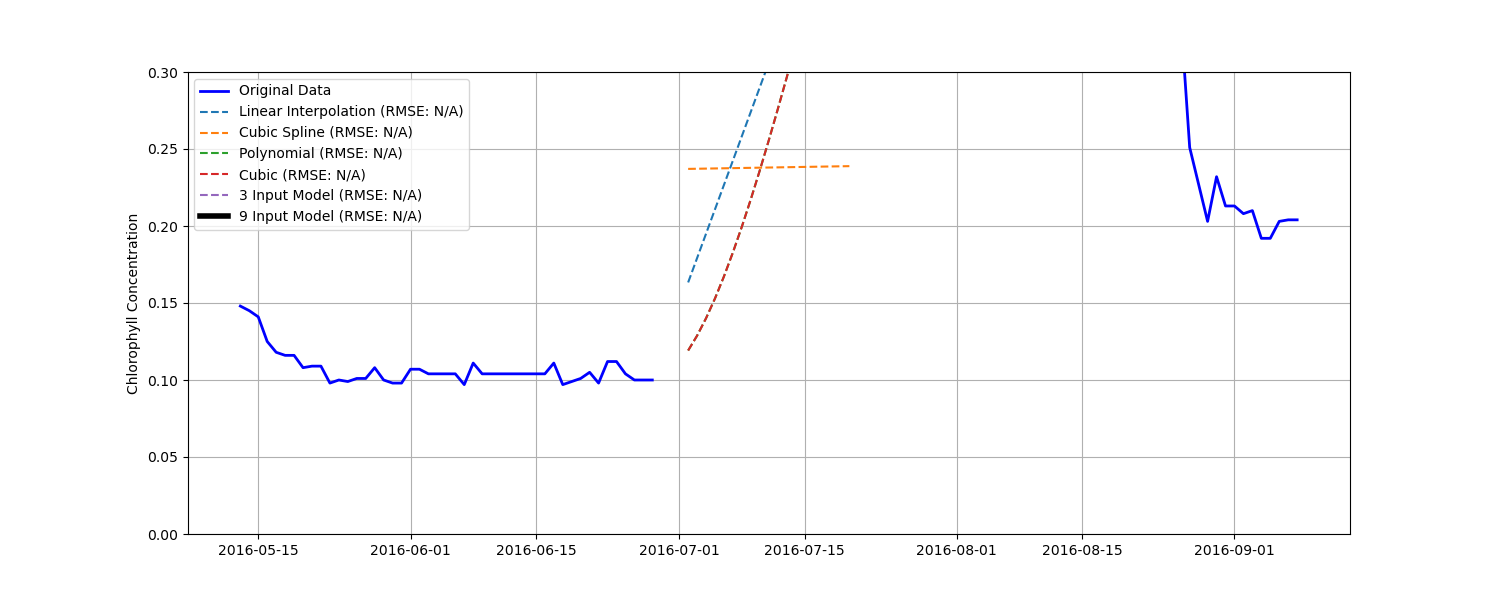 0.30
0.25
0.20
0.15
0.10
0.05
0.00
Chlorophyll Concentration
Original Data
Linear Interpolation (RMSE: N/A)
Cubic Spline (RMSE: N/A)
Polynomial (RMSE: N/A)
Cubic (RMSE: N/A)
3 Input Model (RMSE: N/A)
9 Input Model (RMSE: N/A)
2016-05-15 2016-06-01 2016-06-15 2016-07-01 2016-07-15 2016-08-01 2016-08-15 2016-09-01